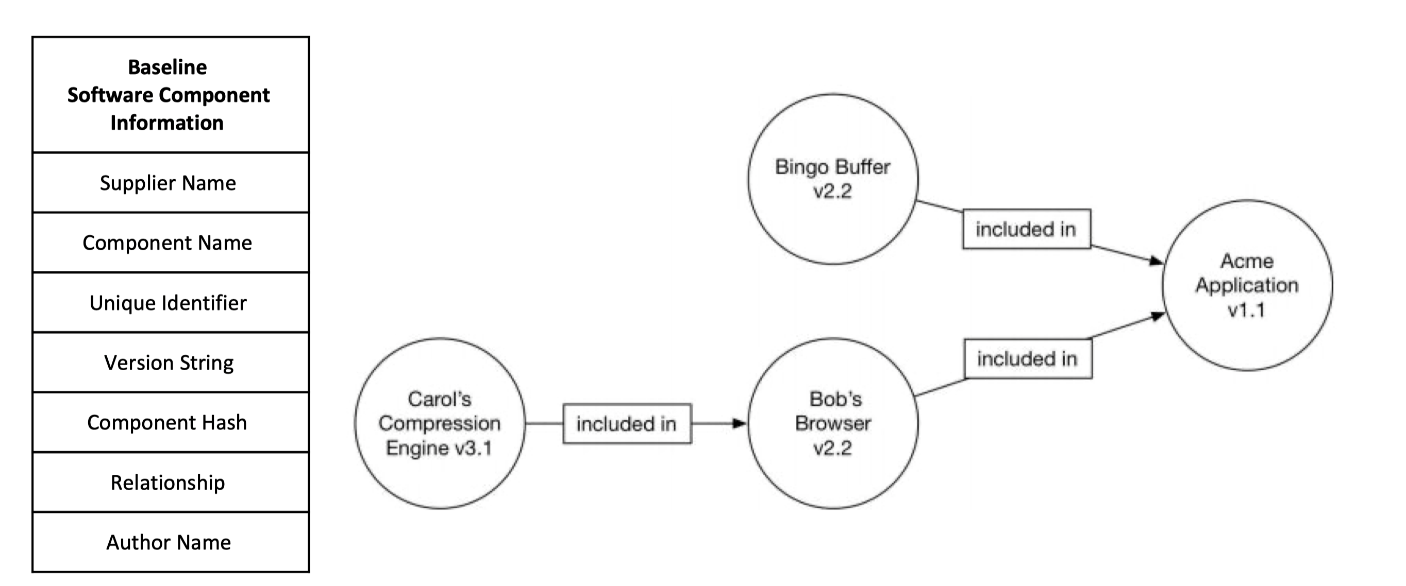 Baseline
Software Component
Information
Supplier Name
Component Name
Unique Identifier
Version String
Component Hash
Relationship
Author Name
Bingo Buffer
v2.2
included in
Acme
Application
v1.1
included in
Carol's
Compression
Engine v3.1
included in
Bob's
Browser
v2.2